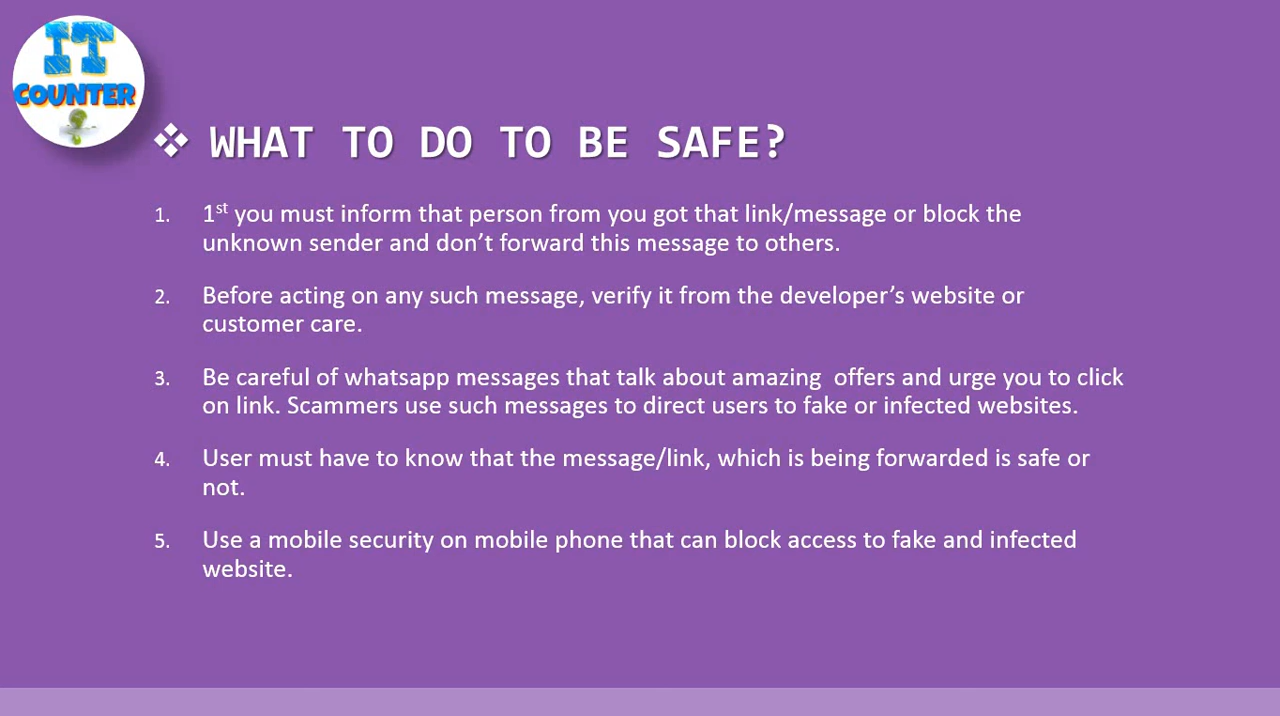 IT
COUNTER
❖ WHAT TO DO TO BE SAFE?
1. 1st you must inform that person from you got that link/message or block the
unknown sender and don’t forward this message to others.
2. Before acting on any such message, verify it from the developer’s website or
customer care.
3. Be careful of whatsapp messages that talk about amazing  offers and urge you to click
on link. Scammers use such messages to direct users to fake or infected websites.
4. User must have to know that the message/link, which is being forwarded is safe or
not.
5. Use a mobile security on mobile phone that can block access to fake and infected
website.